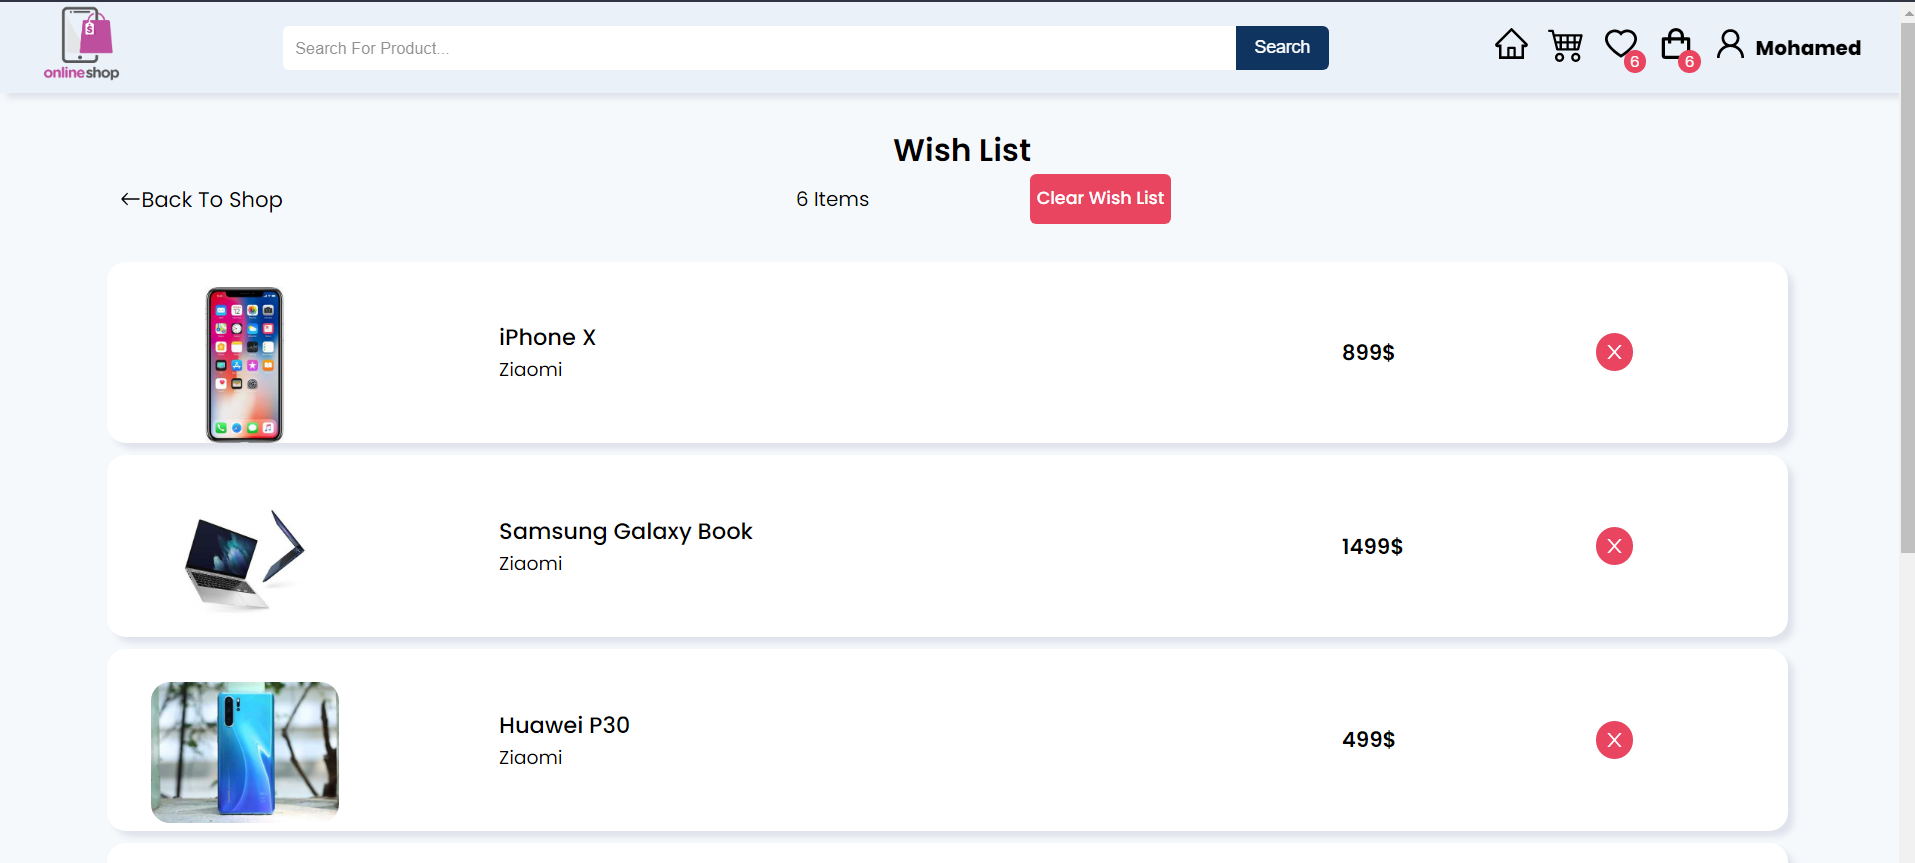 onlineshop
Search For Product...
Search
6
6
Mohamed
Wish List
Back To Shop
6 Items
Clear Wish List
iPhone X
Ziaomi
899$
X
Samsung Galaxy Book
Ziaomi
1499$
X
Huawei P30
Ziaomi
499$
X